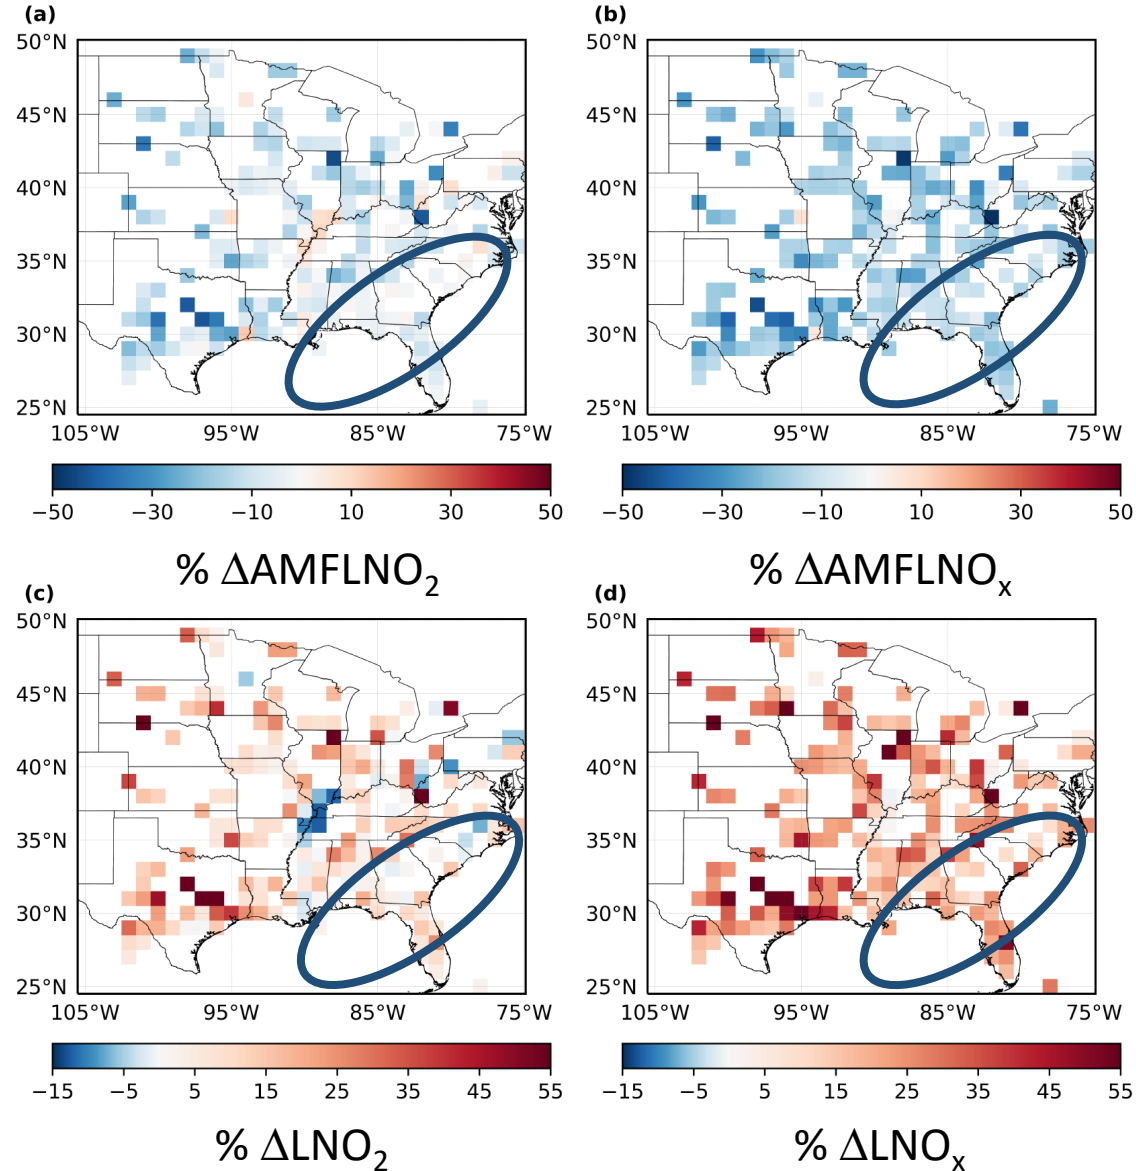 (a) (b)
50°N 50°N
45°N 45°N
40°N 40°N
35°N 35°N
30°N 30°N
25°N 25°N
105°W 95°W 85°W 75°W 105°W 95°W 85°W 75°W
−50 −30 −10 10 30 50 −50 −30 −10 10 30 50
% ΔAMFLNO₂ % ΔAMFLNOₓ
(c) (d)
50°N 50°N
45°N 45°N
40°N 40°N
35°N 35°N
30°N 30°N
25°N 25°N
105°W 95°W 85°W 75°W 105°W 95°W 85°W 75°W
−15 −5 5 15 25 35 45 55 −15 −5 5 15 25 35 45 55
% ΔLNO₂ % ΔLNOₓ